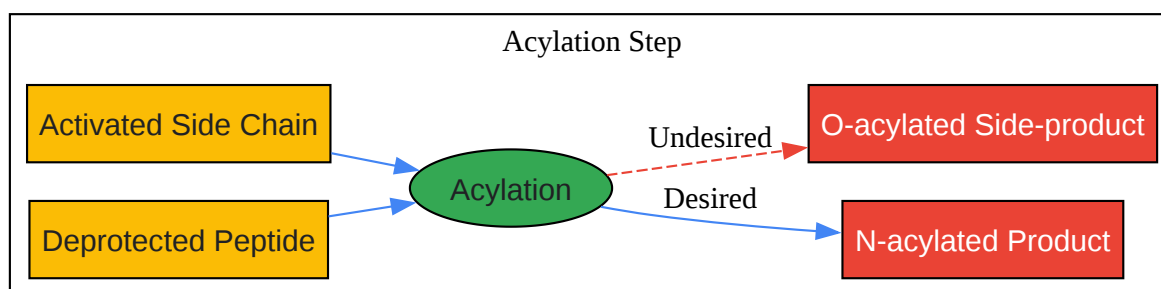 Acylation Step
Activated Side Chain
Deprotected Peptide
Acylation
Undesired
Desired
O-acylated Side-product
N-acylated Product